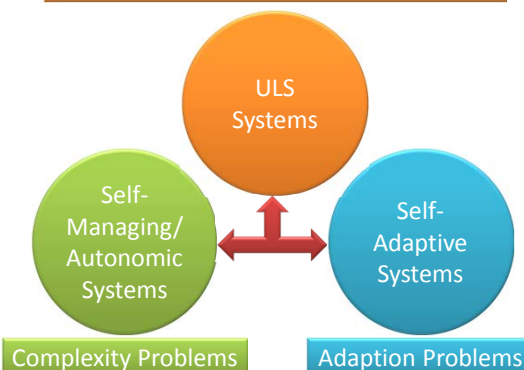 ULS
Systems
Self-
Managing/
Autonomic
Systems
Self-
Adaptive
Systems
Complexity Problems
Adaption Problems